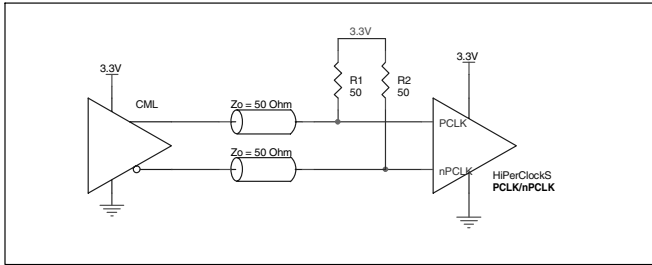 3.3V
3.3V
3.3V
R1
50
R2
50
CML
Zo = 50 Ohm
PCLK
Zo = 50 Ohm
nPCLK
HiPerClockS
PCLK/nPCLK